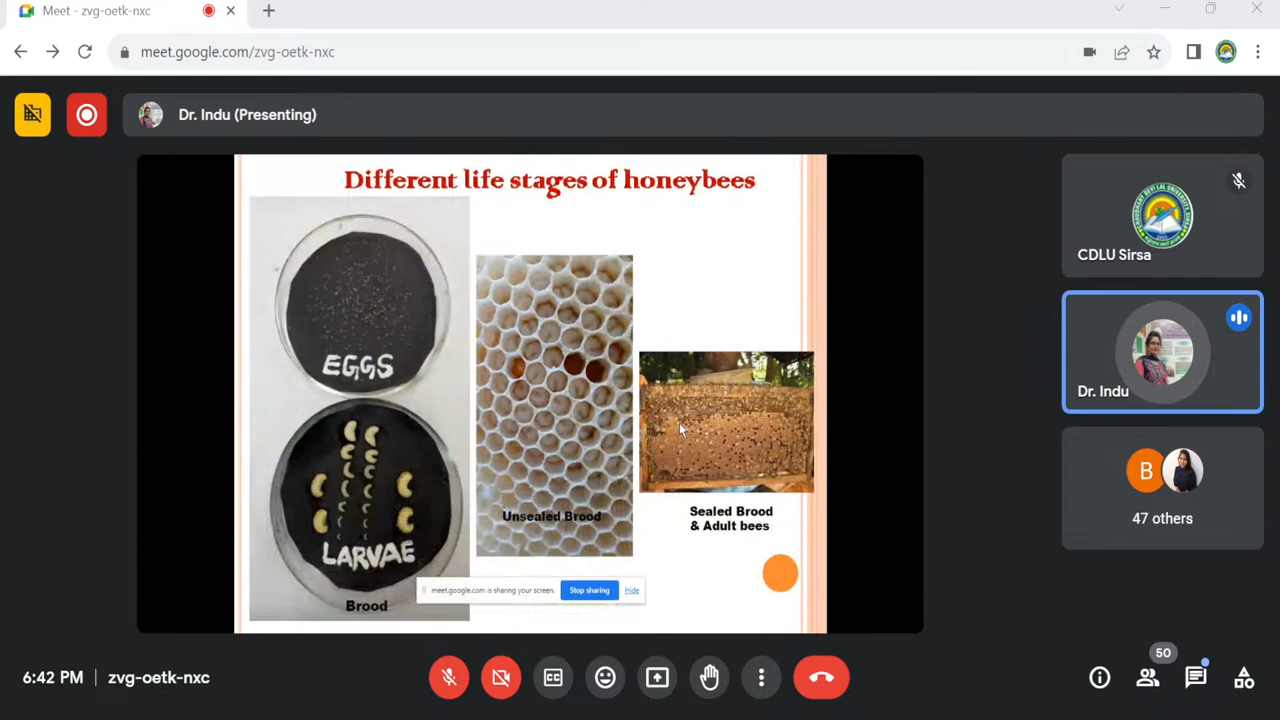 Meet - zvg-oetk-nxc
meet.google.com/zvg-oetk-nxc
Dr. Indu (Presenting)
Different life stages of honeybees
EGGS
LARVAE
Brood
Unsealed Brood
Sealed Brood
& Adult bees
meet.google.com is sharing your screen.
Stop sharing
Hide
CDLU Sirsa
Dr. Indu
B
47 others
6:42 PM
zvg-oetk-nxc
CC
50